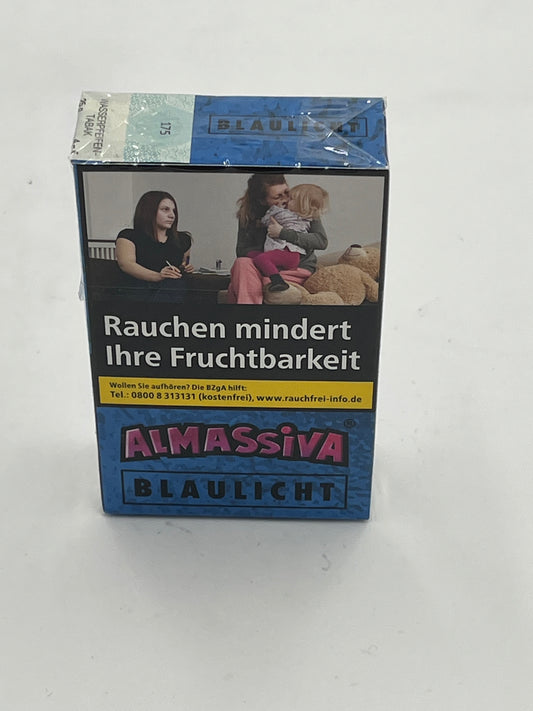 WASSERPFEIFEN-
TABAK
175
BLAULICHT
Rauchen mindert
Ihre Fruchtbarkeit
Wollen Sie aufhören? Die BZgA hilft:
Tel.: 0800 8 313131 (kostenfrei), www.rauchfrei-info.de
ALMASSiVA®
BLAULICHT